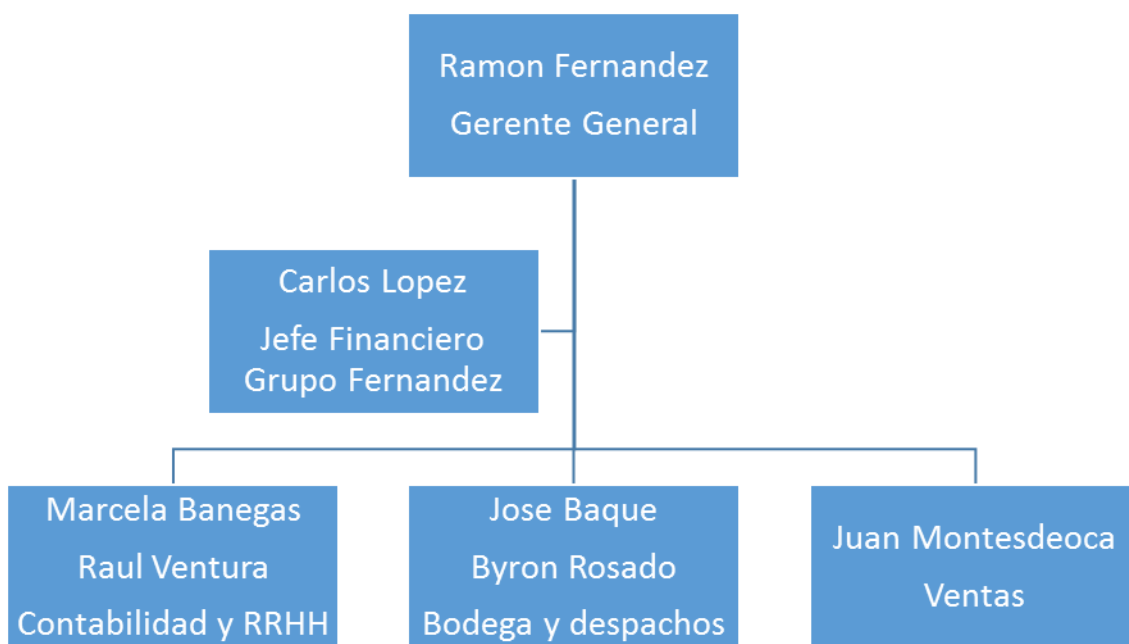 Ramon Fernandez
Gerente General
Carlos Lopez
Jefe Financiero
Grupo Fernandez
Marcela Banegas
Raul Ventura
Contabilidad y RRHH
Jose Baque
Byron Rosado
Bodega y despachos
Juan Montesdeoca
Ventas